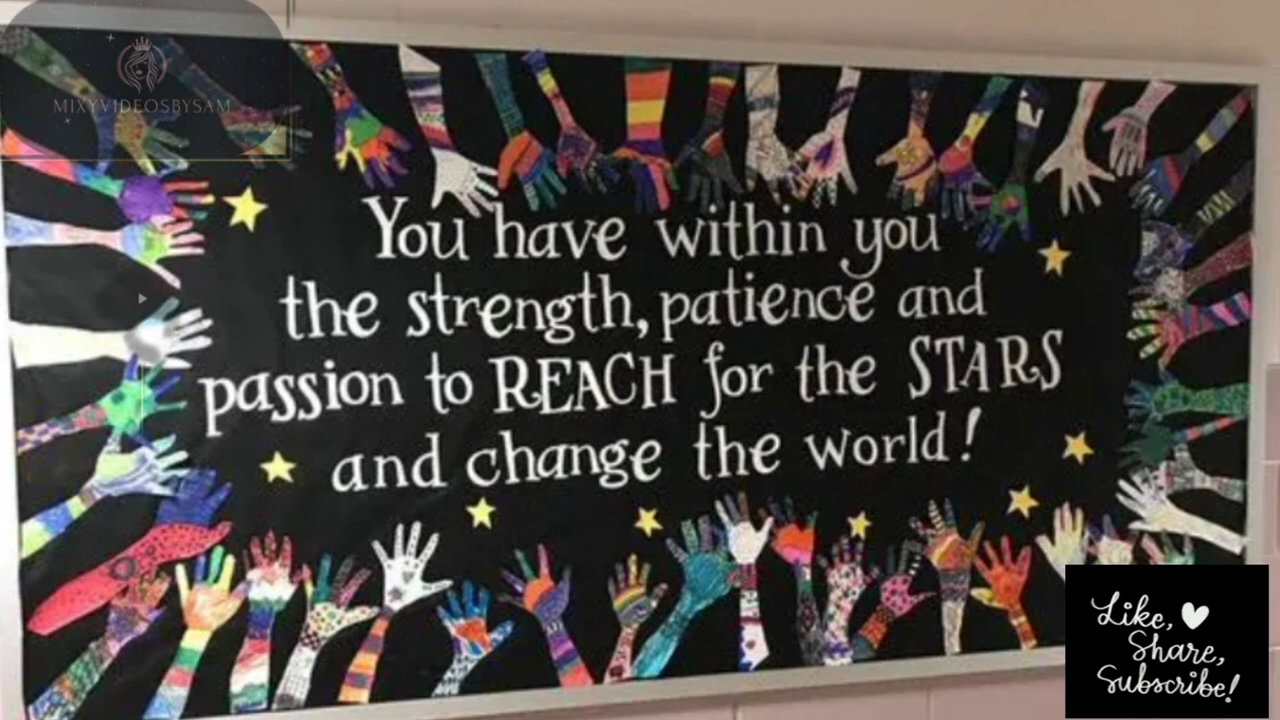 MIXYVIDEOSBYSAM
You have within you
the strength, patience and
passion to REACH for the STARS
and change the world!
Like,
Share,
Subscribe!